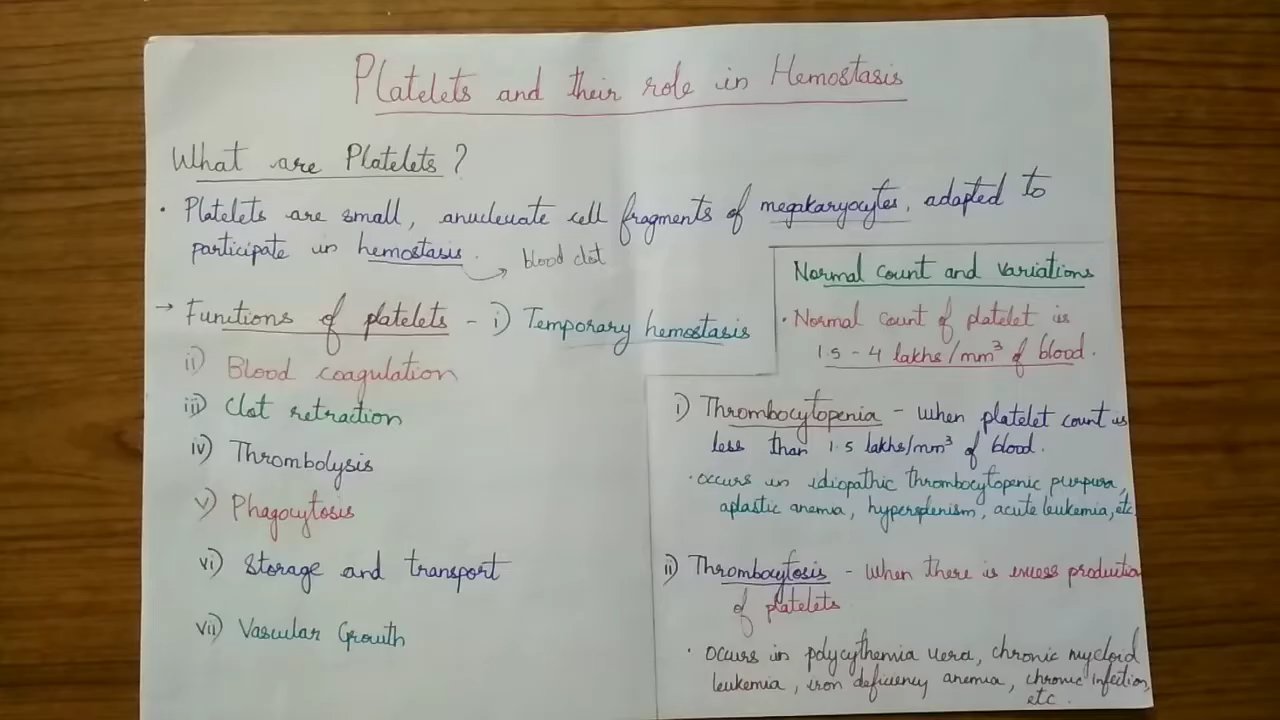 Platelets and their role in Hemostasis
What are Platelets?
• Platelets are small, anucleuate cell fragments of megakaryocytes, adapted to
participate in hemostasis. → blood clot
→ Functions of platelets - i) Temporary hemostasis
ii) Blood coagulation
iii) Clot retraction
iv) Thrombolysis
v) Phagocytosis
vi) Storage and transport
vii) Vascular Growth
Normal count and variations
• Normal count of platelet is
1.5 - 4 lakhs/mm³ of blood.
i) Thrombocytopenia - when platelet count is
less than 1.5 lakhs/mm³ of blood.
• occurs in idiopathic thrombocytopenic purpura,
aplastic anemia, hypersplenism, acute leukemia, etc
ii) Thrombocytosis - When there is excess production
of platelets.
• occurs in polycythemia vera, chronic mycloid
leukemia, iron deficiency anemia, chronic infection,
etc.